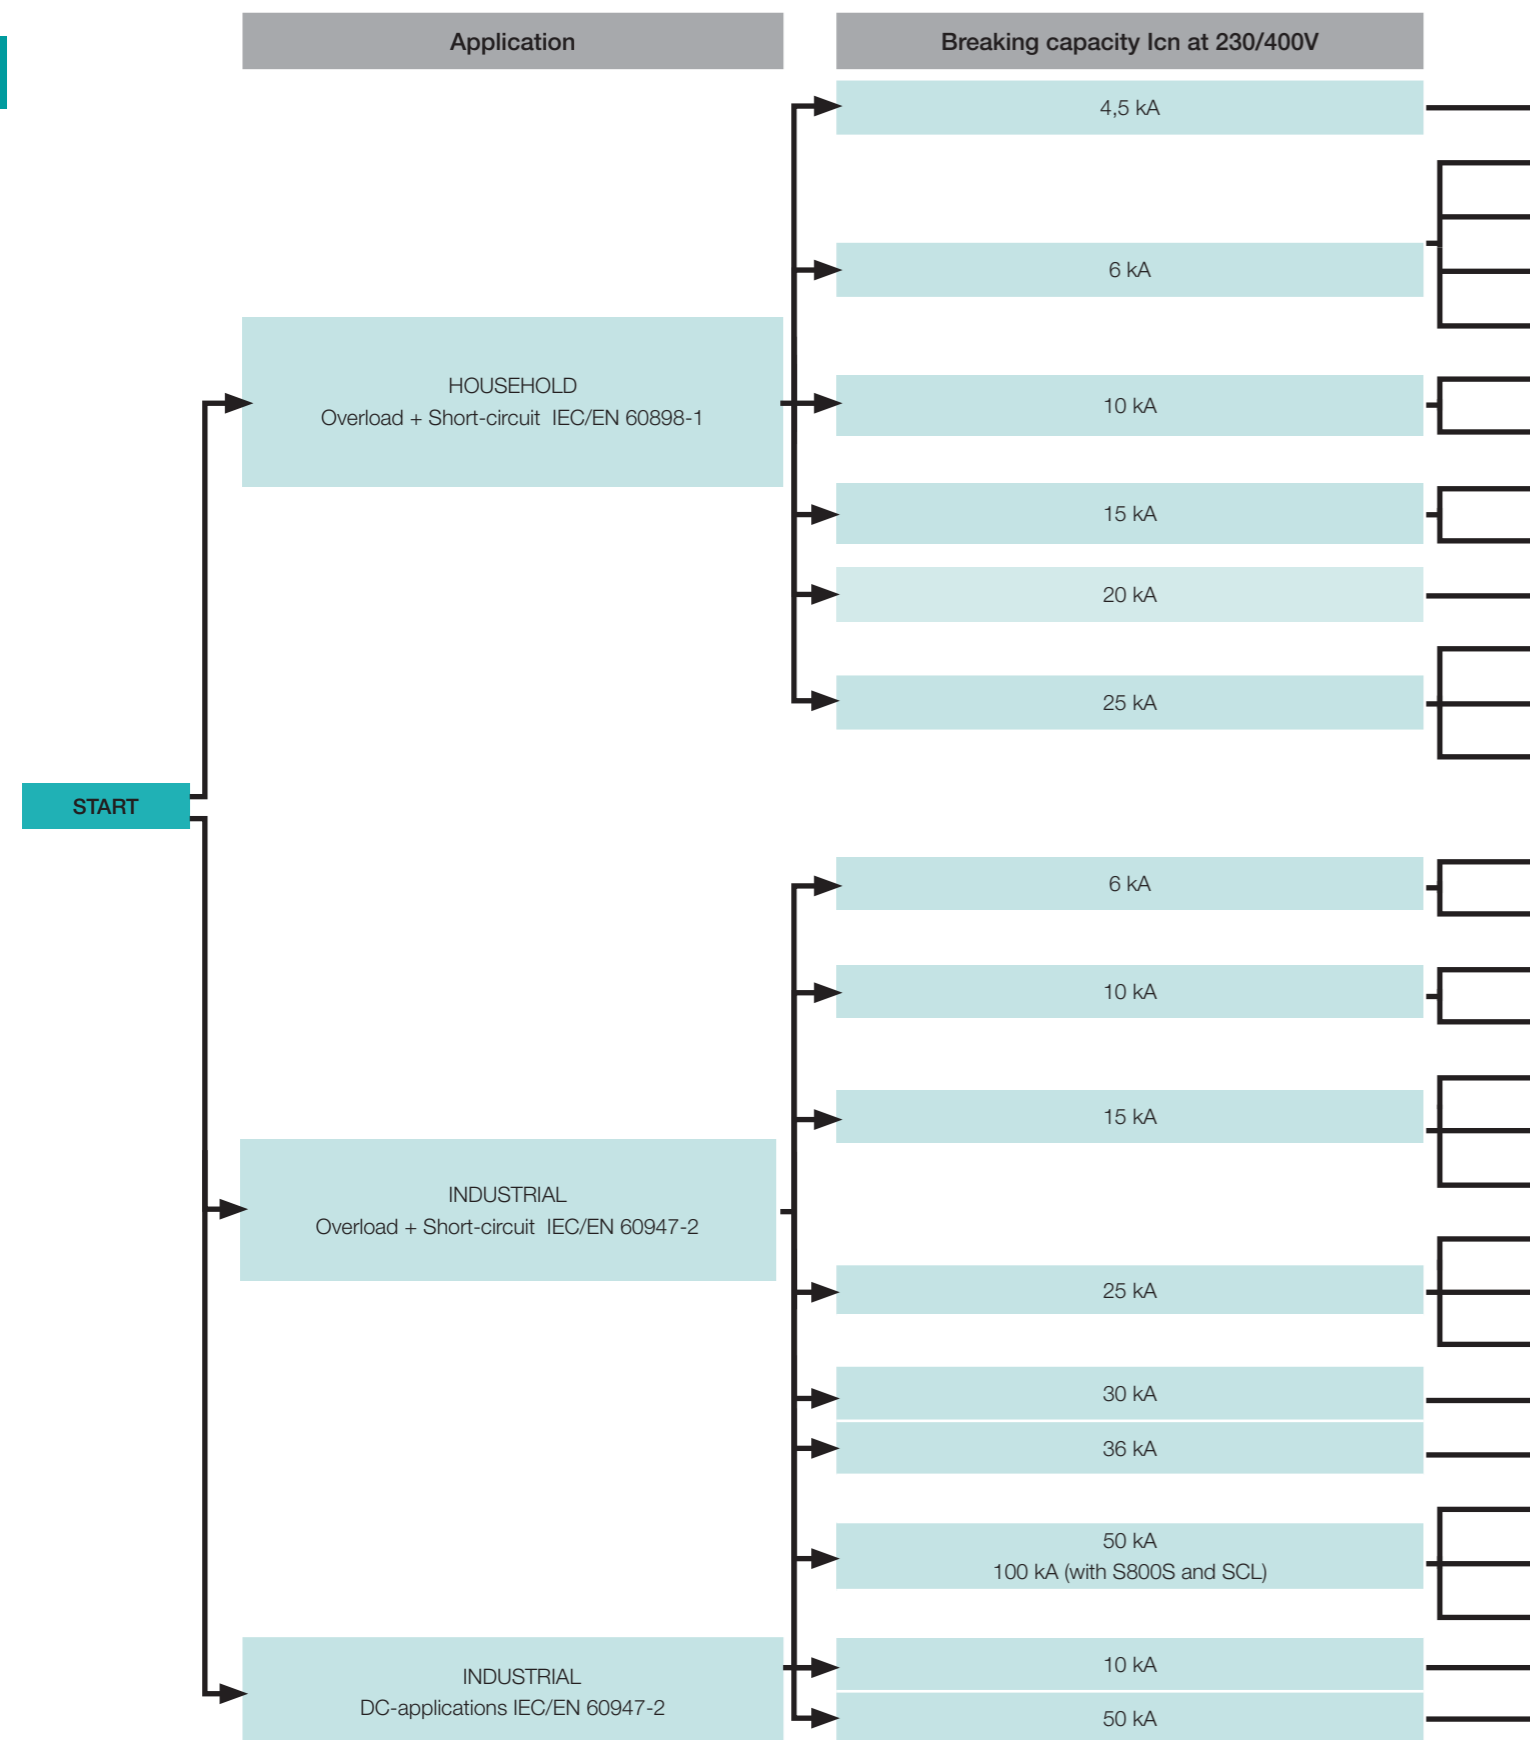 Application
Breaking capacity Icn at 230/400V
4,5 kA
6 kA
HOUSEHOLD
Overload + Short-circuit IEC/EN 60898-1
10 kA
15 kA
20 kA
25 kA
START
6 kA
10 kA
15 kA
INDUSTRIAL
Overload + Short-circuit IEC/EN 60947-2
25 kA
30 kA
36 kA
50 kA
100 kA (with S800S and SCL)
INDUSTRIAL
DC-applications IEC/EN 60947-2
10 kA
50 kA